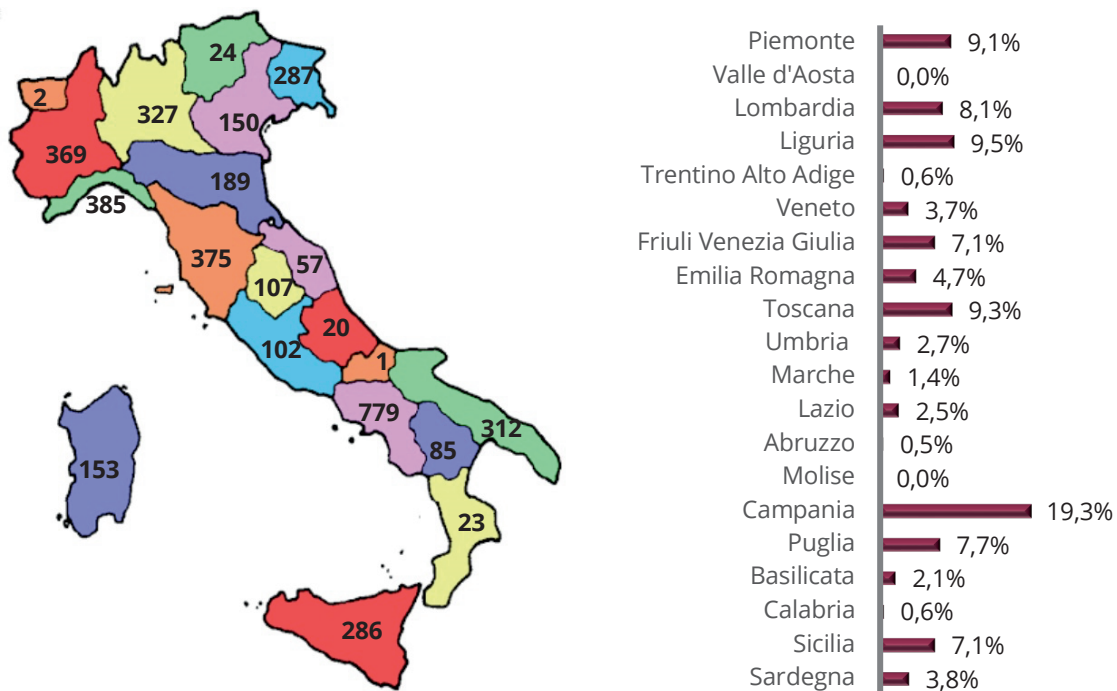 24
287
2
327
150
369
189
385
375
57
107
20
102
1
779
312
85
153
23
286
Piemonte 9,1%
Valle d'Aosta 0,0%
Lombardia 8,1%
Liguria 9,5%
Trentino Alto Adige 0,6%
Veneto 3,7%
Friuli Venezia Giulia 7,1%
Emilia Romagna 4,7%
Toscana 9,3%
Umbria 2,7%
Marche 1,4%
Lazio 2,5%
Abruzzo 0,5%
Molise 0,0%
Campania 19,3%
Puglia 7,7%
Basilicata 2,1%
Calabria 0,6%
Sicilia 7,1%
Sardegna 3,8%